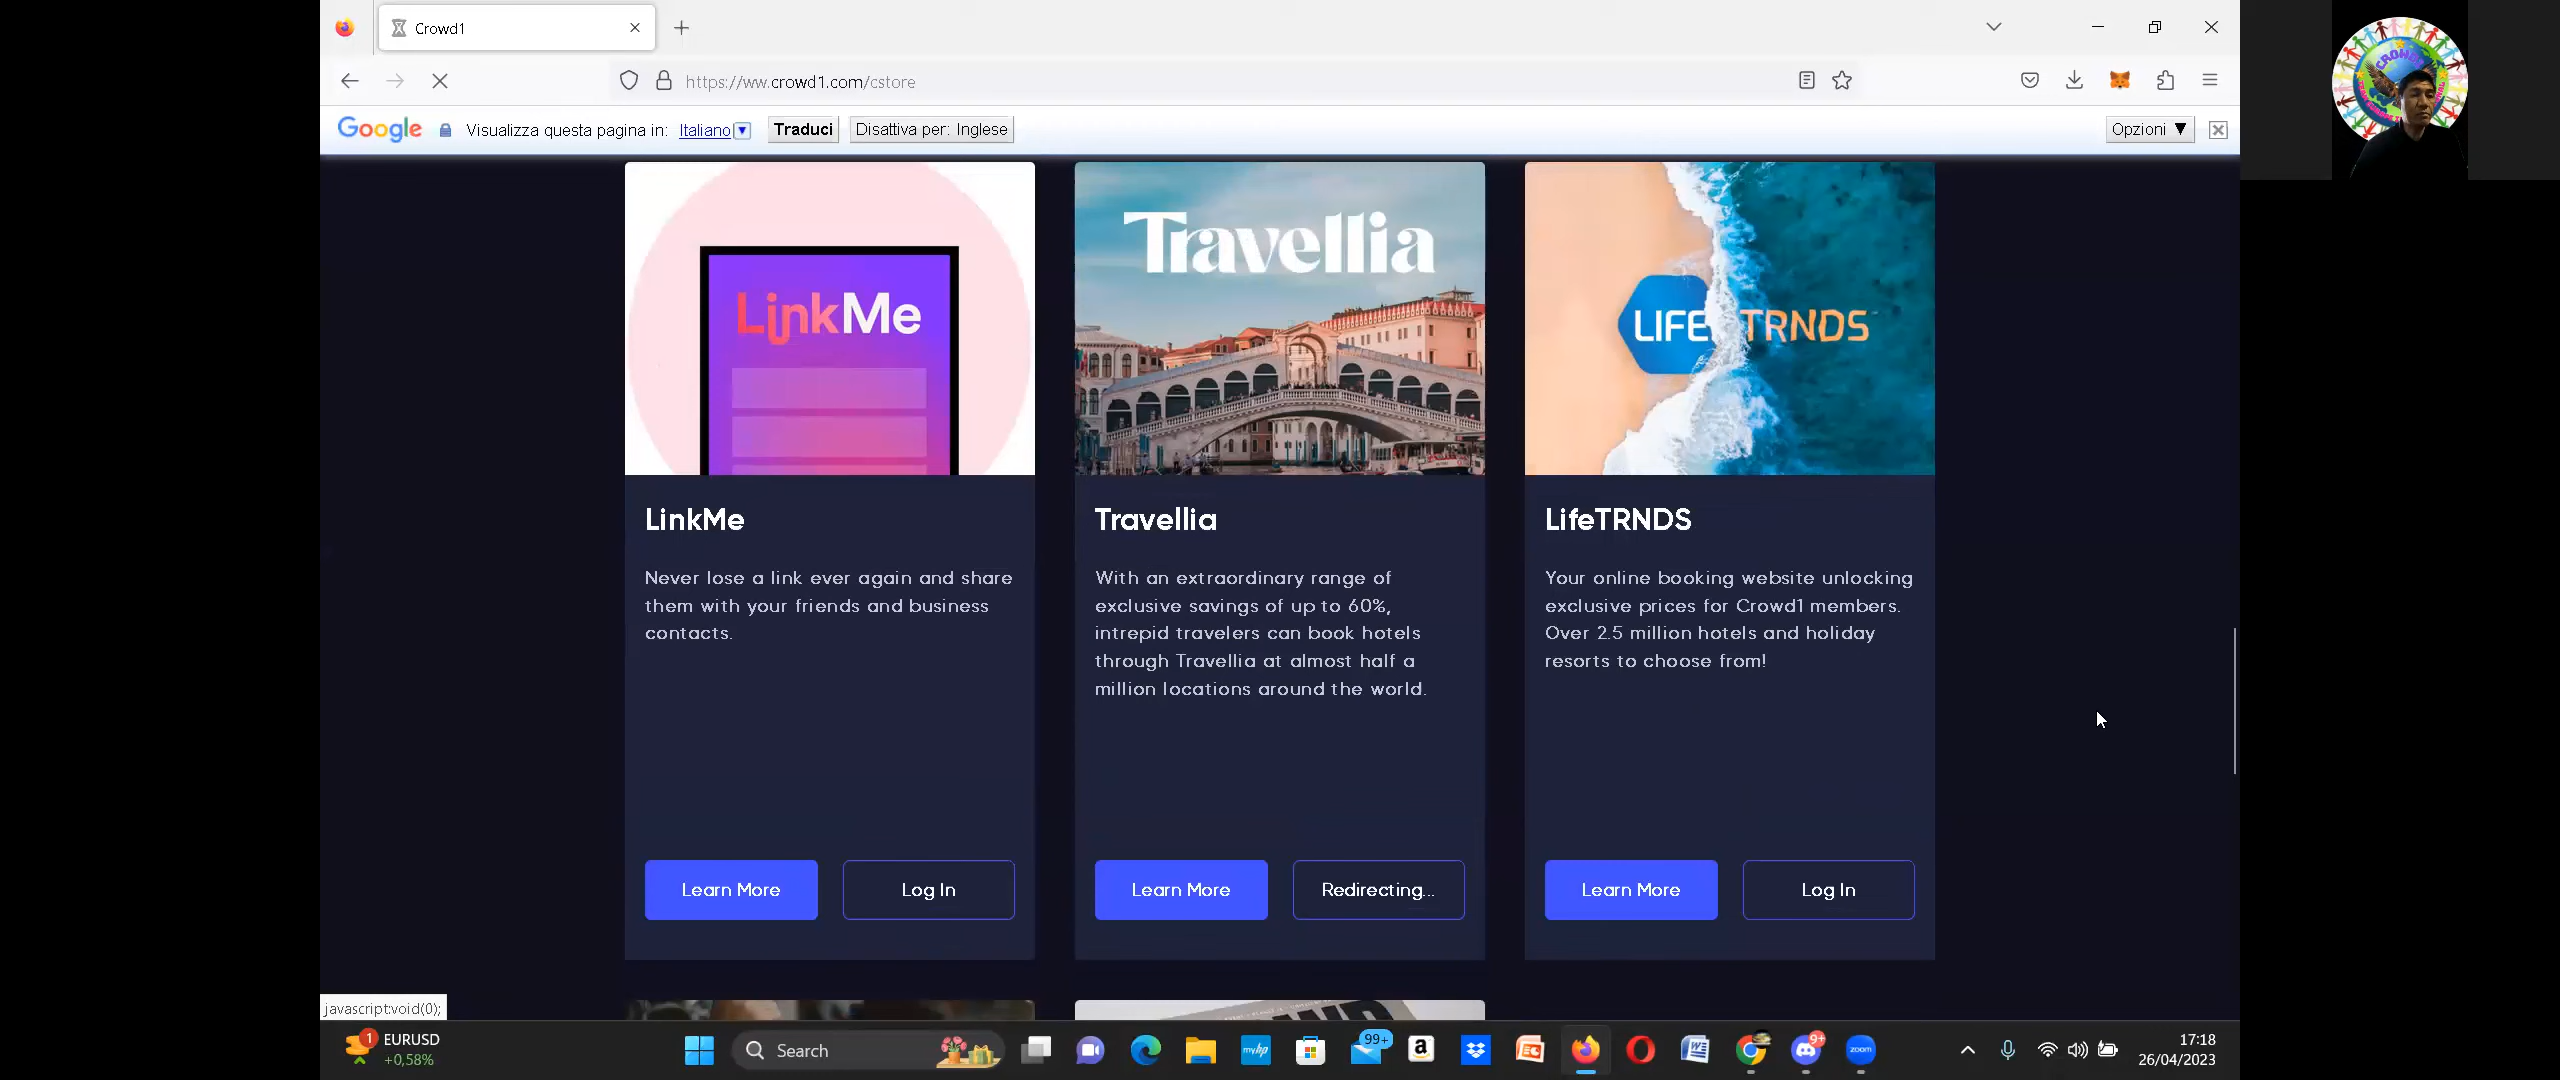 Crowd1
https://ww.crowd1.com/cstore
Google
Visualizza questa pagina in: Italiano
Traduci
Disattiva per: Inglese
Opzioni ▼
LinkMe
Travellia
LIFE TRNDS
LinkMe
Never lose a link ever again and share
them with your friends and business
contacts.
Learn More
Log In
Travellia
With an extraordinary range of
exclusive savings of up to 60%,
intrepid travelers can book hotels
through Travellia at almost half a
million locations around the world.
Learn More
Redirecting...
LifeTRNDS
Your online booking website unlocking
exclusive prices for Crowd1 members.
Over 2.5 million hotels and holiday
resorts to choose from!
Learn More
Log In
javascript:void(0);
1
EURUSD
+0,58%
Search
myhp
99+
a
W
9+
zoom
17:18
26/04/2023